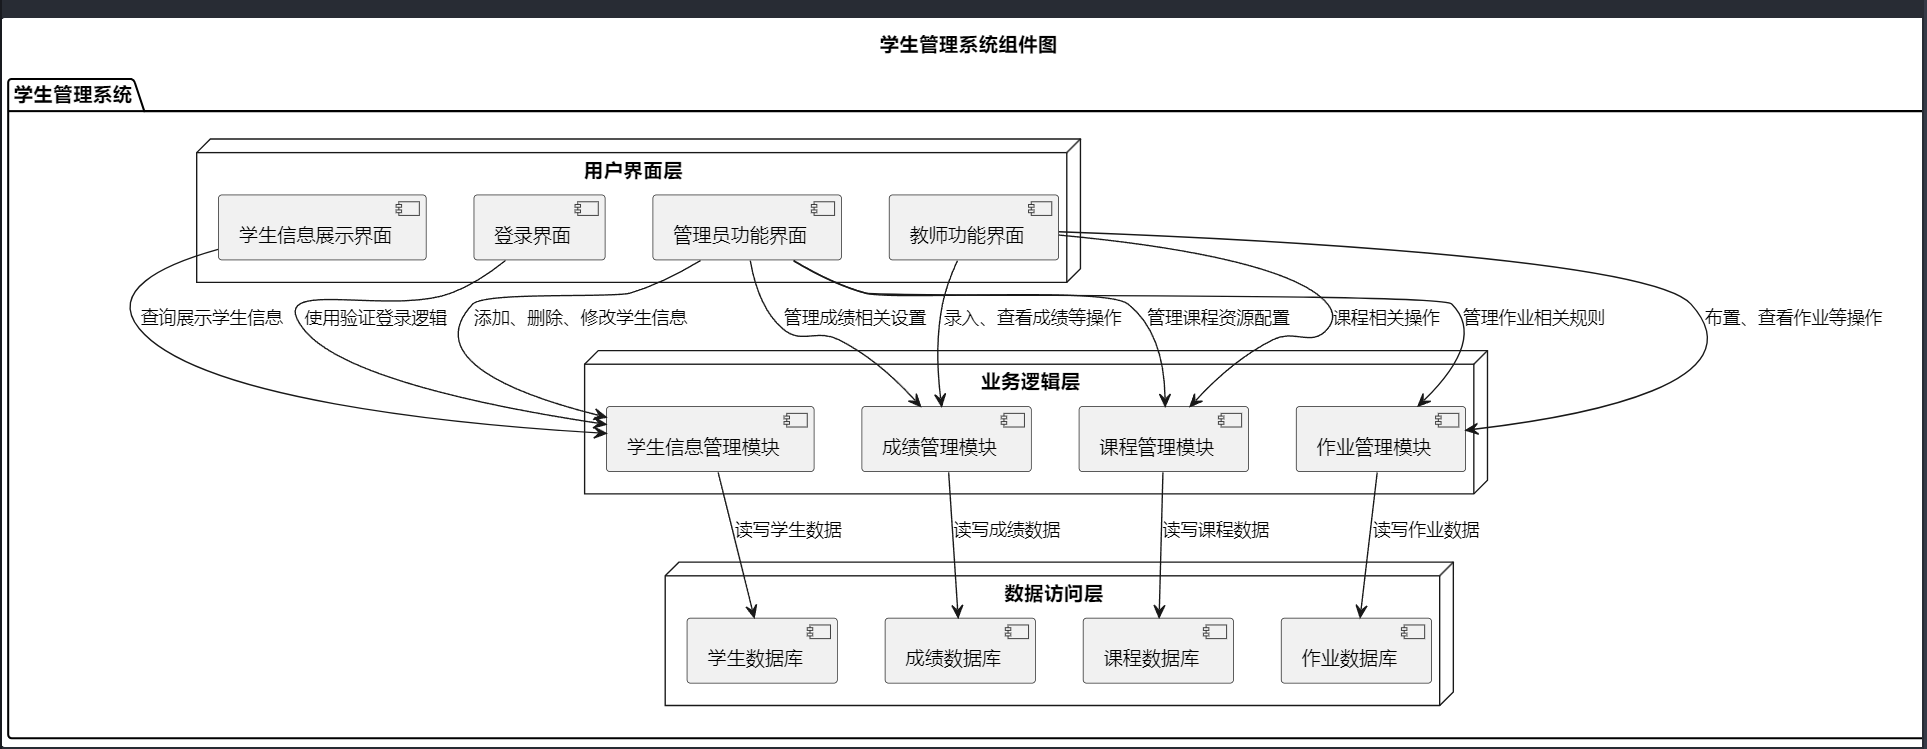 学生管理系统组件图
学生管理系统
用户界面层
学生信息展示界面
登录界面
管理员功能界面
教师功能界面
查询展示学生信息
使用验证登录逻辑
添加、删除、修改学生信息
管理成绩相关设置
录入、查看成绩等操作
管理课程资源配置
课程相关操作
管理作业相关规则
布置、查看作业等操作
业务逻辑层
学生信息管理模块
成绩管理模块
课程管理模块
作业管理模块
读写学生数据
读写成绩数据
读写课程数据
读写作业数据
数据访问层
学生数据库
成绩数据库
课程数据库
作业数据库